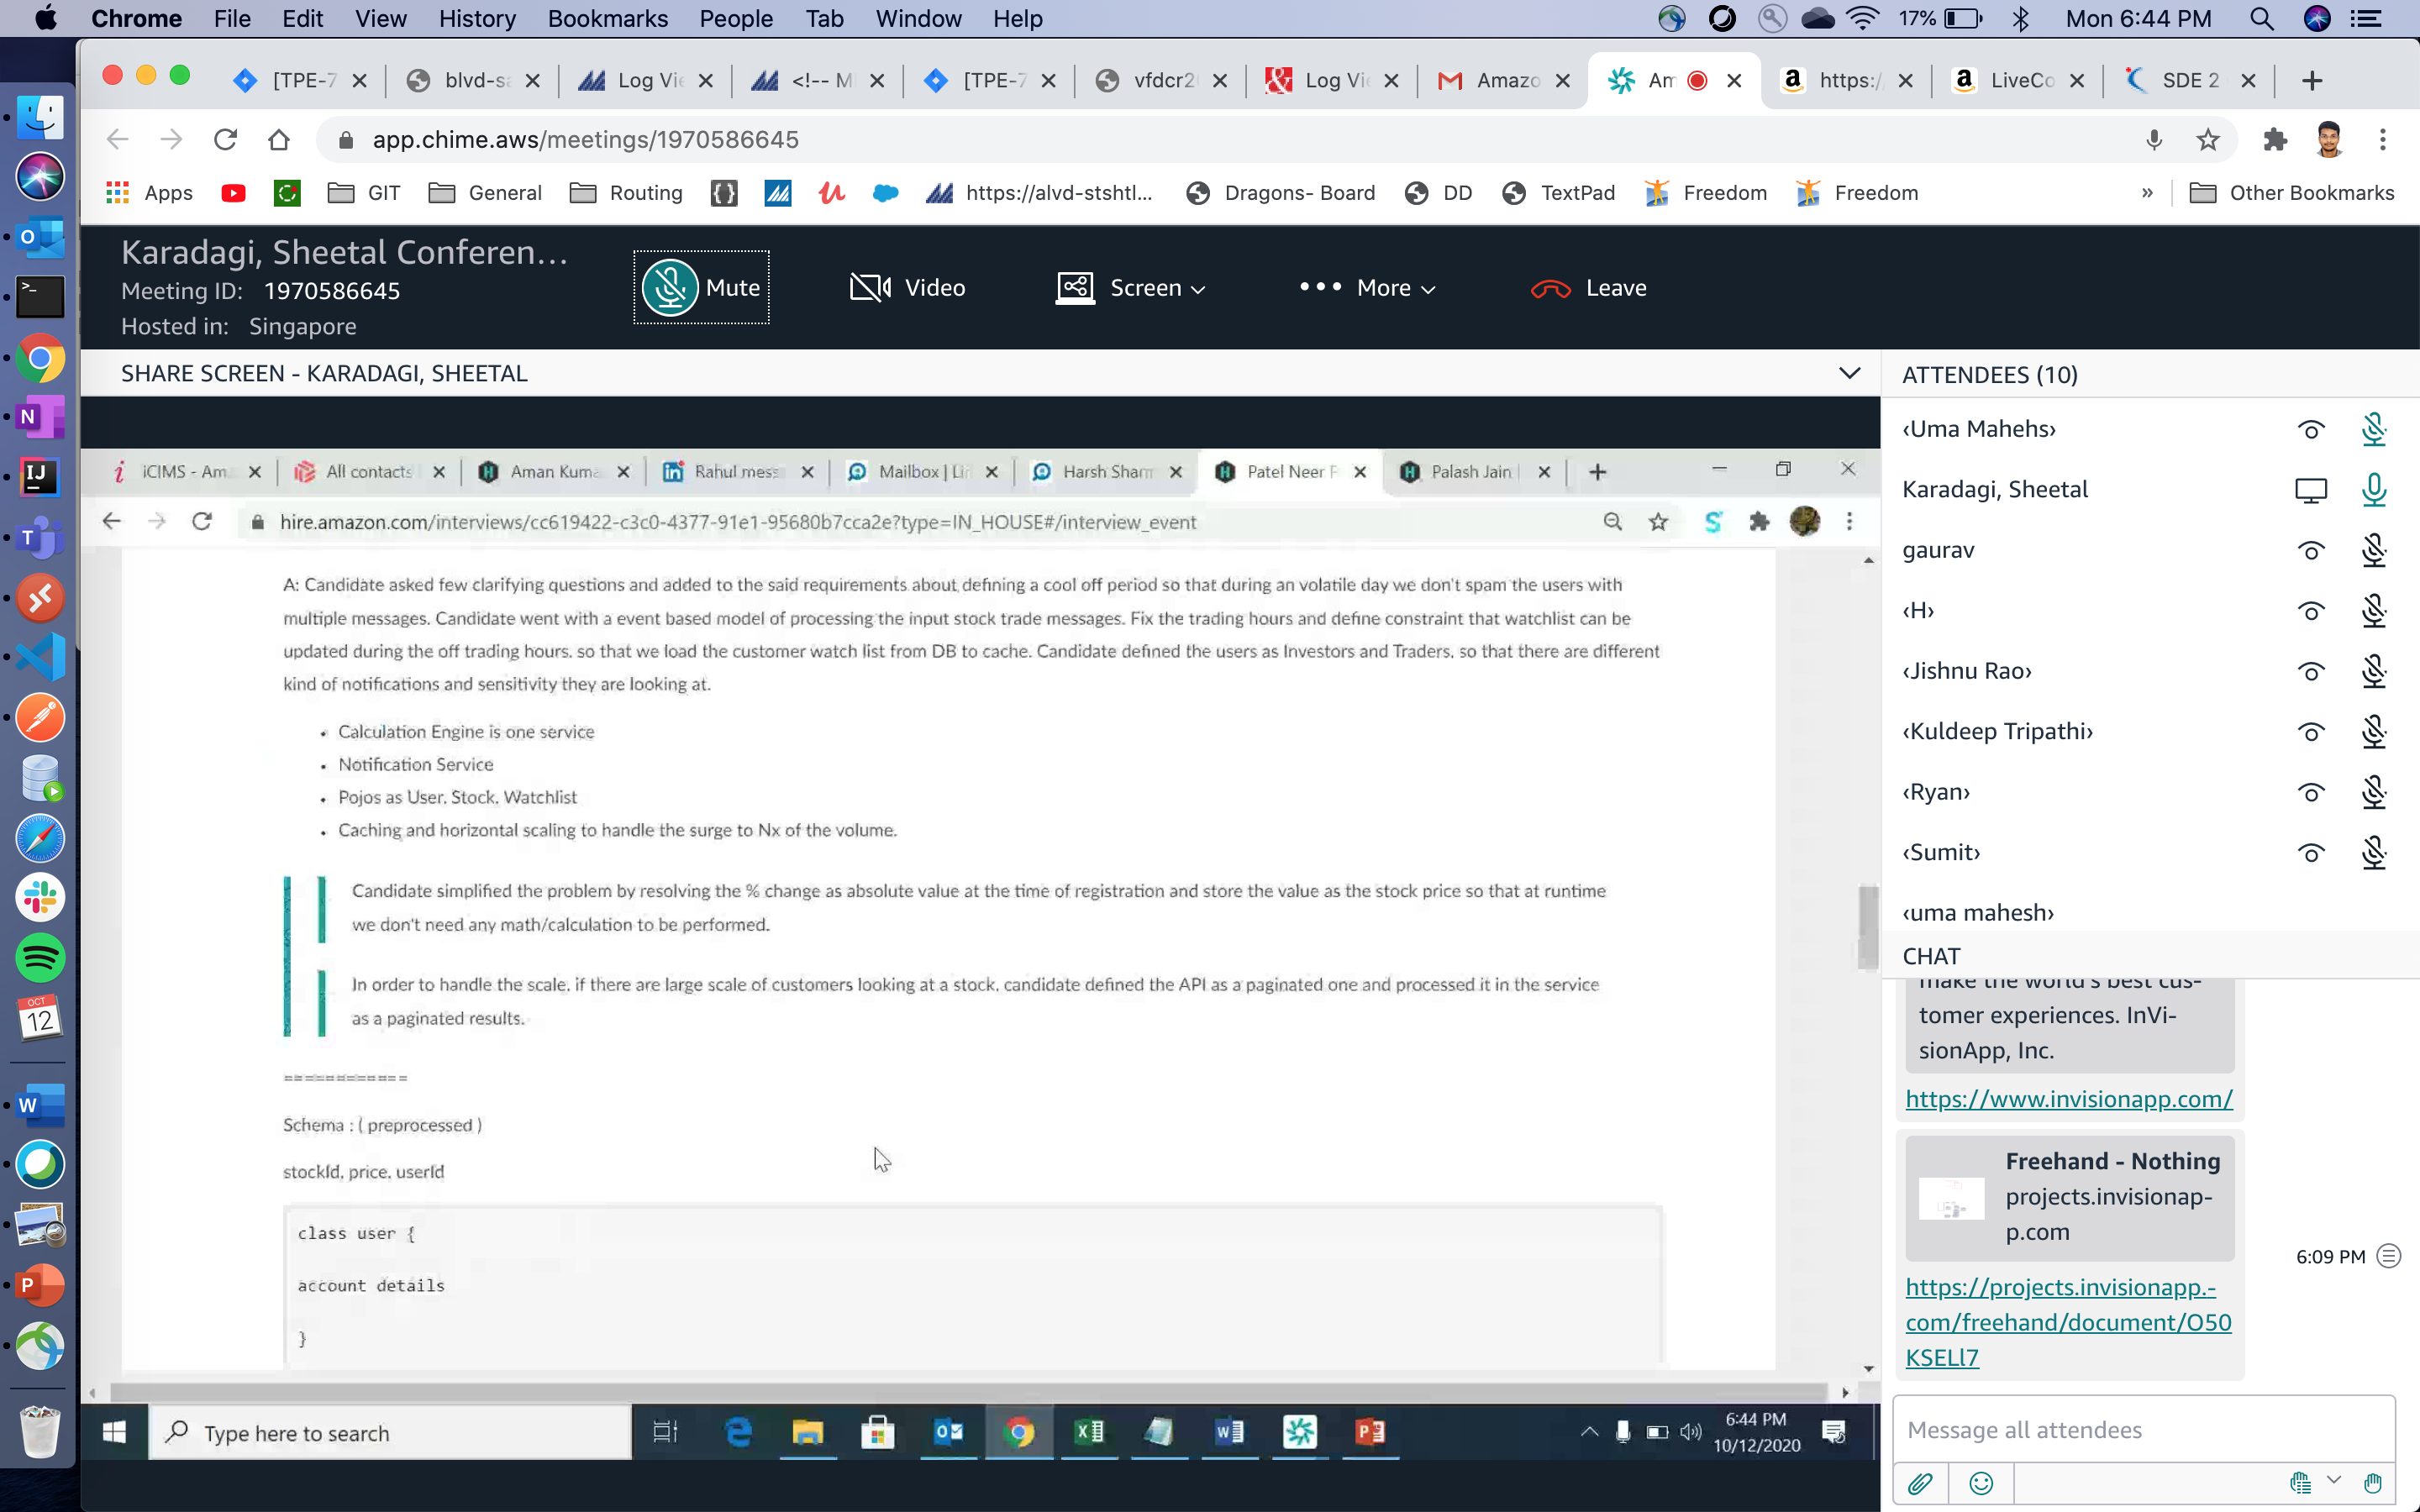 Chrome File Edit View History Bookmarks People Tab Window Help 17% Mon 6:44 PM
[TPE-7 blvd-sa Log Vie <!-- M [TPE-7 vfdcr2 Log Vie Amazo Am https:/ LiveCo SDE 2
app.chime.aws/meetings/1970586645
Apps GIT General Routing https://alvd-stshtl... Dragons- Board DD TextPad Freedom Freedom » Other Bookmarks
Karadagi, Sheetal Conferen...
Meeting ID: 1970586645
Hosted in: Singapore
Mute Video Screen More Leave
SHARE SCREEN - KARADAGI, SHEETAL
iCIMS - Ama All contacts Aman Kuma Rahul mess Mailbox | Lin Harsh Sharm Patel Neer P Palash Jain
hire.amazon.com/interviews/cc619422-c3c0-4377-91e1-95680b7cca2e?type=IN_HOUSE#/interview_event
A: Candidate asked few clarifying questions and added to the said requirements about defining a cool off period so that during an volatile day we don't spam the users with
multiple messages. Candidate went with a event based model of processing the input stock trade messages. Fix the trading hours and define constraint that watchlist can be
updated during the off trading hours. so that we load the customer watch list from DB to cache. Candidate defined the users as Investors and Traders, so that there are different
kind of notifications and sensitivity they are looking at.
• Calculation Engine is one service
• Notification Service
• Pojos as User. Stock. Watchlist
• Caching and horizontal scaling to handle the surge to Nx of the volume.
Candidate simplified the problem by resolving the % change as absolute value at the time of registration and store the value as the stock price so that at runtime
we don't need any math/calculation to be performed.
In order to handle the scale. if there are large scale of customers looking at a stock, candidate defined the API as a paginated one and processed it in the service
as a paginated results.
============
Schema : ( preprocessed )
stockId, price, userId
class user {
account details
}
Type here to search
6:44 PM
10/12/2020
ATTENDEES (10)
‹Uma Mahehs›
Karadagi, Sheetal
gaurav
‹H›
‹Jishnu Rao›
‹Kuldeep Tripathi›
‹Ryan›
‹Sumit›
‹uma mahesh›
CHAT
make the world's best cus-
tomer experiences. InVi-
sionApp, Inc.
https://www.invisionapp.com/
Freehand - Nothing
projects.invisionap-
p.com
6:09 PM
https://projects.invisionapp.-
com/freehand/document/O50
KSELl7
Message all attendees
OCT
12